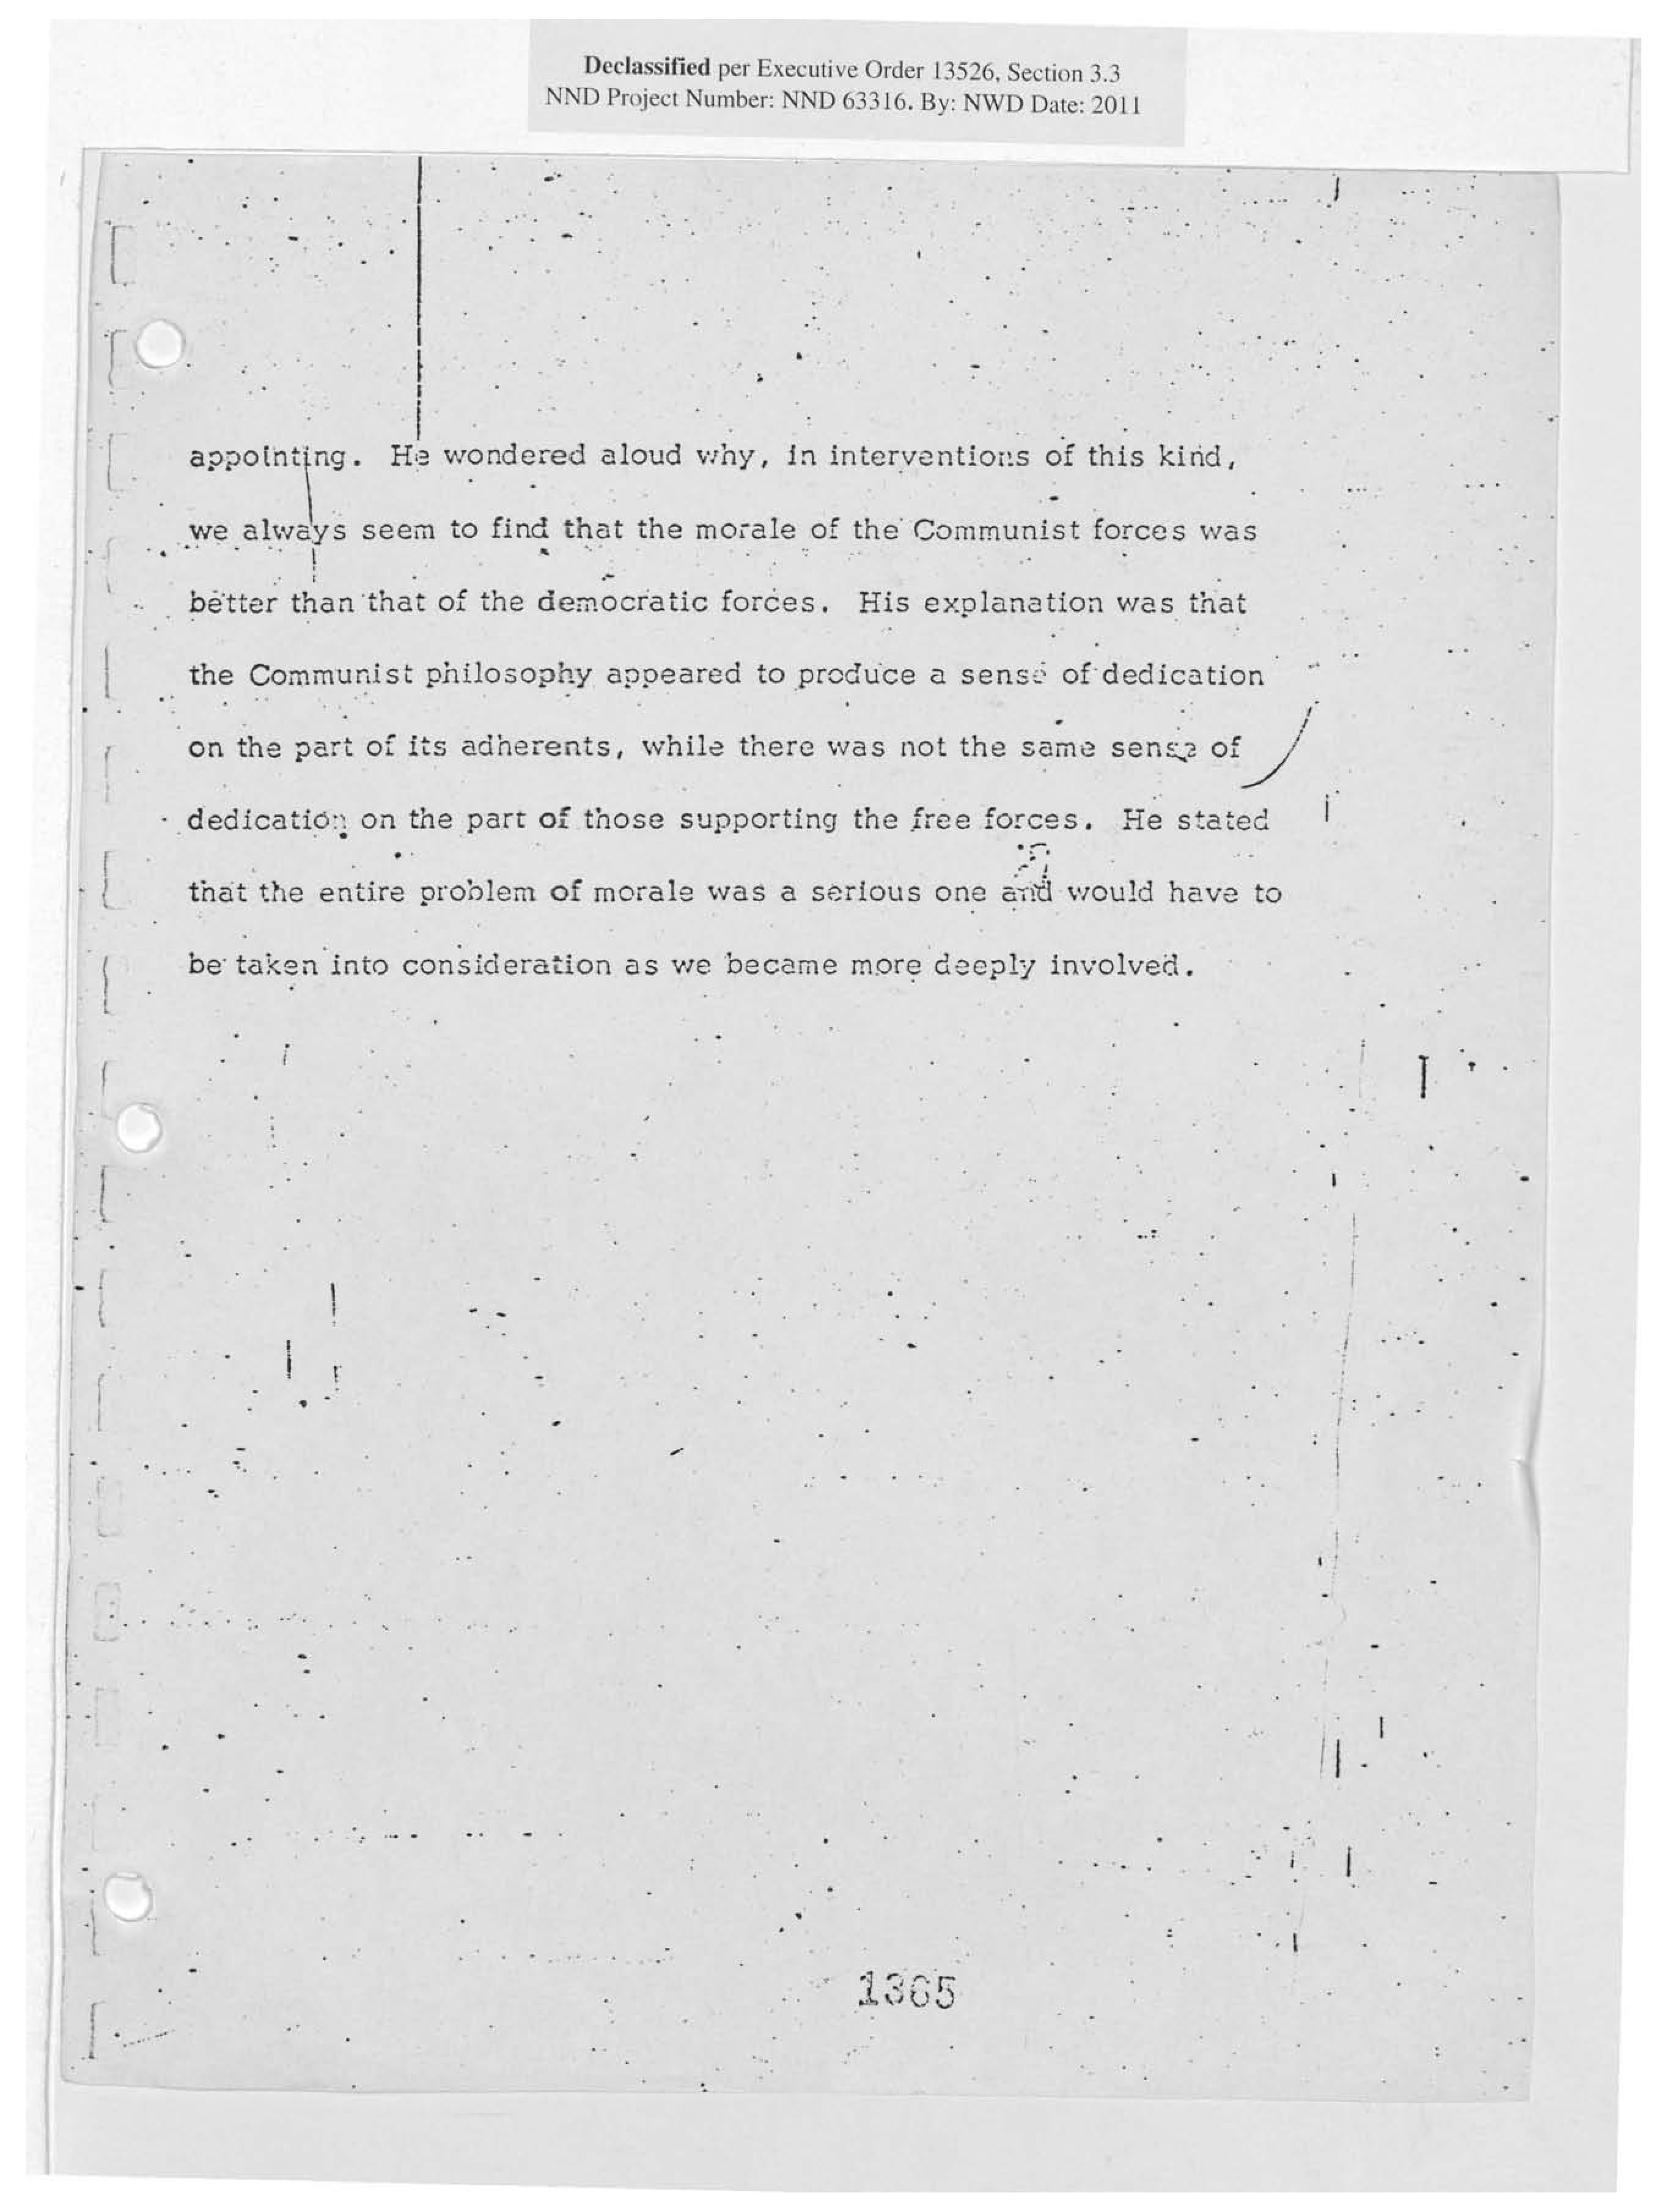 Declassified per Executive Order 13526, Section 3.3
NND Project Number: NND 63316. By: NWD Date: 2011
appointing. He wondered aloud why, in interventions of this kind,
we always seem to find that the morale of the Communist forces was
better than that of the democratic forces. His explanation was that
the Communist philosophy appeared to produce a sense of dedication
on the part of its adherents, while there was not the same sense of
dedication on the part of those supporting the free forces. He stated
that the entire problem of morale was a serious one and would have to
be taken into consideration as we became more deeply involved.
1365